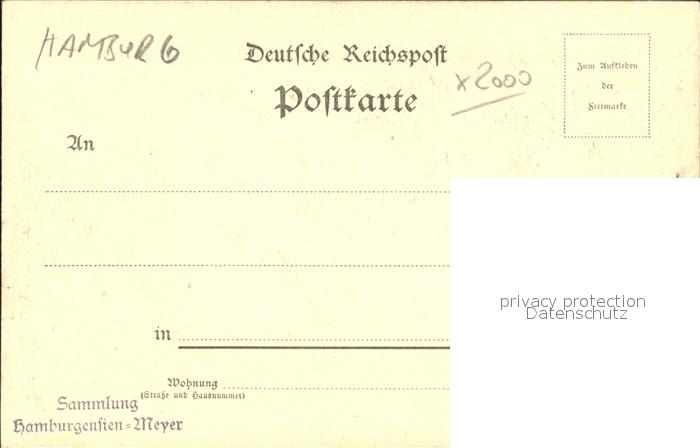 HAMBURG
Deutſche Reichspost
x2000
Poſtkarte
Zum Aufkleben
der
Freimarke
An
in
Wohnung
(Straße und Hausnummer)
privacy protection
Datenschutz
Sammlung
Hamburgenſien=Meyer